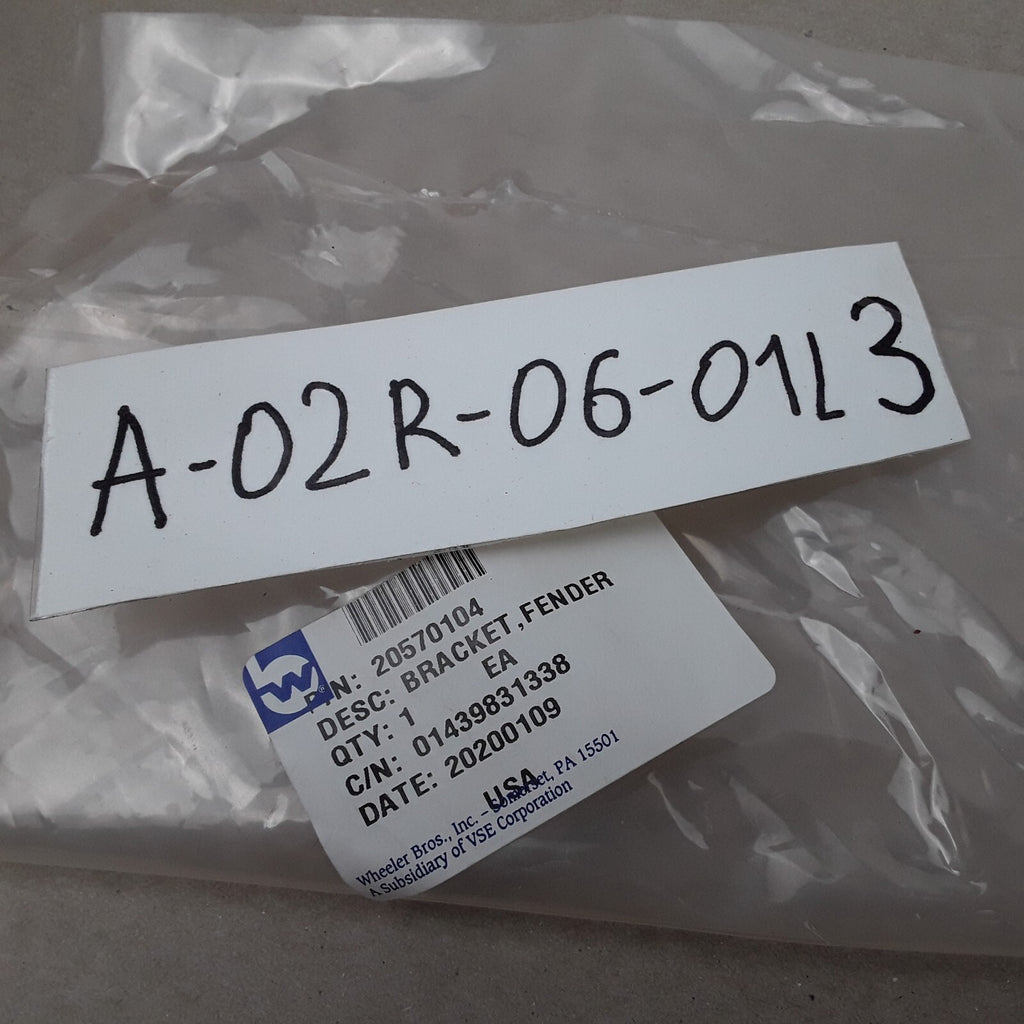 A-02R-06-01L3
W
P/N: 20570104
DESC: BRACKET,FENDER
QTY: 1 EA
C/N: 01439831338
DATE: 20200109
USA
Wheeler Bros., Inc. – Somerset, PA 15501
A Subsidiary of VSE Corporation